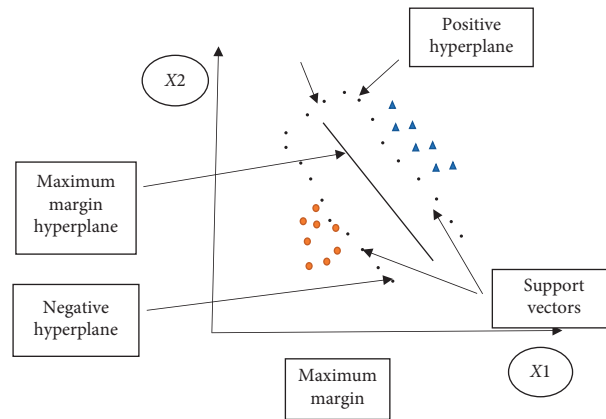 Positive
hyperplane
X2
Maximum
margin
hyperplane
Negative
hyperplane
Support
vectors
Maximum
margin
X1